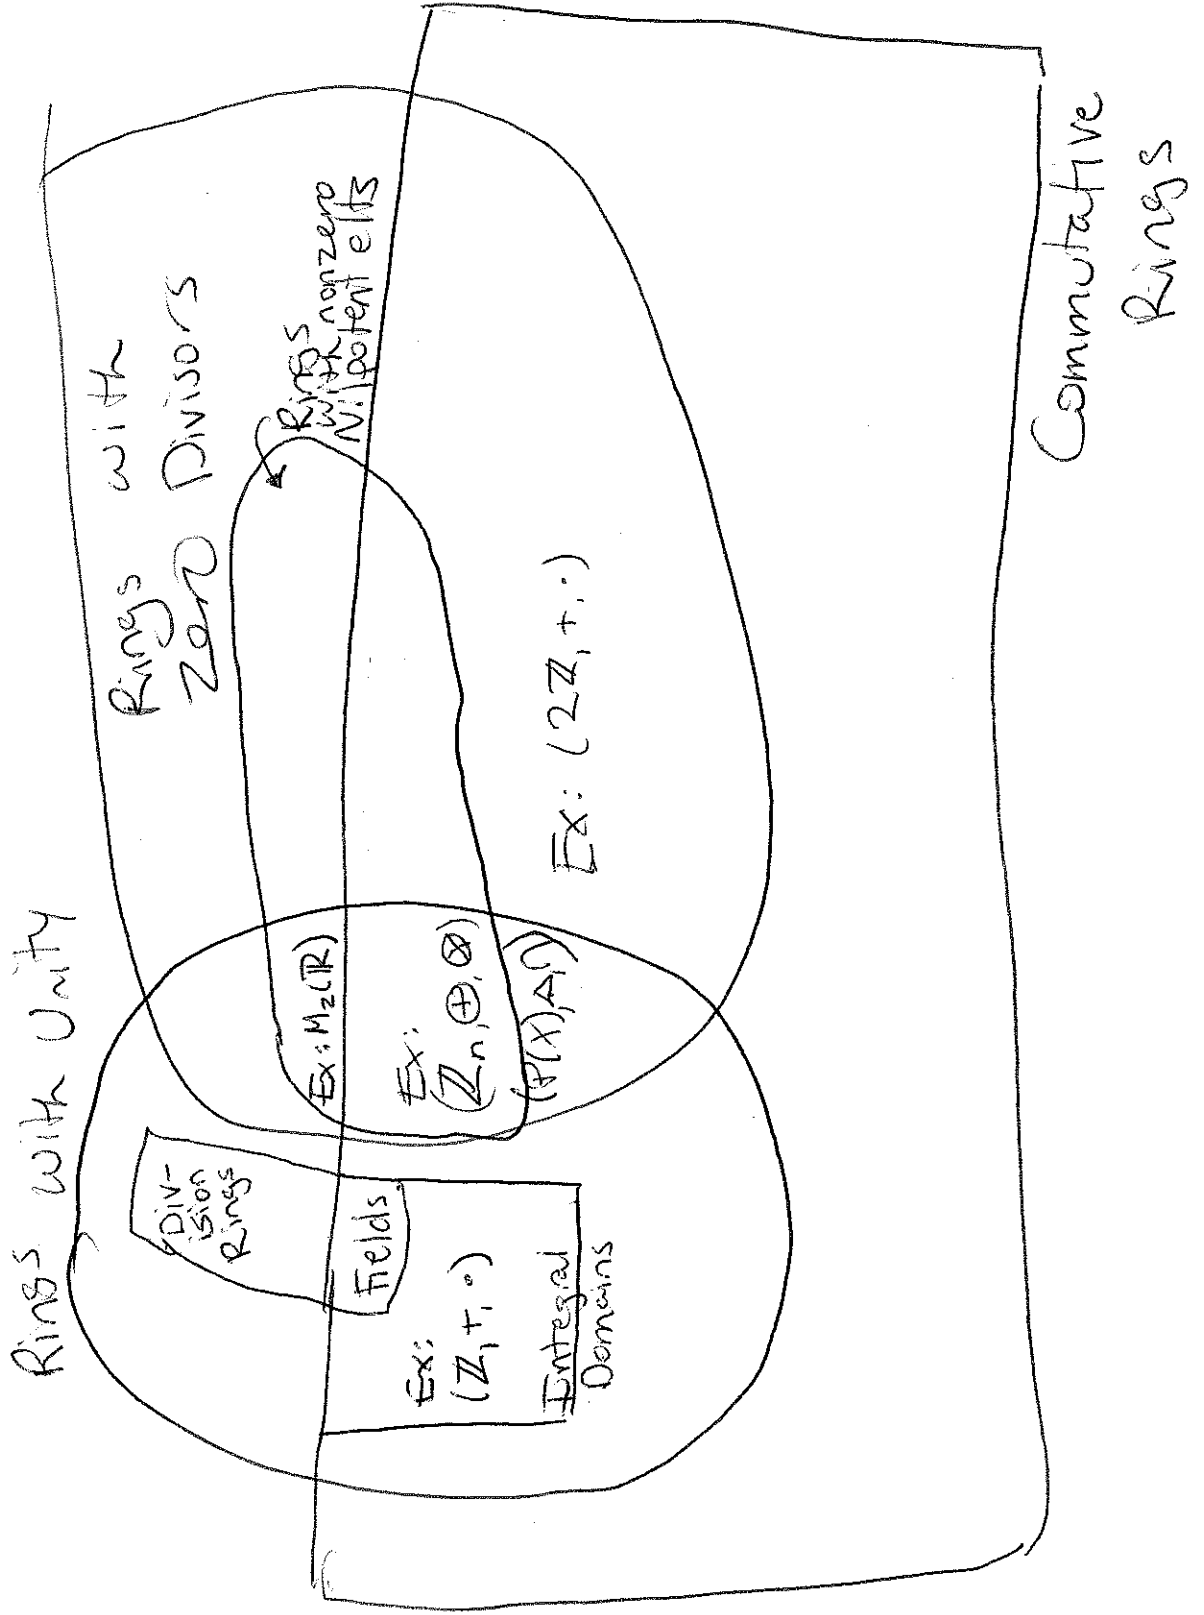 Rings with Unity
Rings with
Zero Divisors
Rings
with nonzero
Nilpotent elts
Div-
ision
Rings
Ex: M₂(ℝ)
Fields
Ex:
(ℤ, +, •)
Ex:
(ℤₙ, ⊕, ⊗)
(P(X), Δ, ∩)
Ex: (2ℤ, +, •)
Integral
Domains
Commutative
Rings